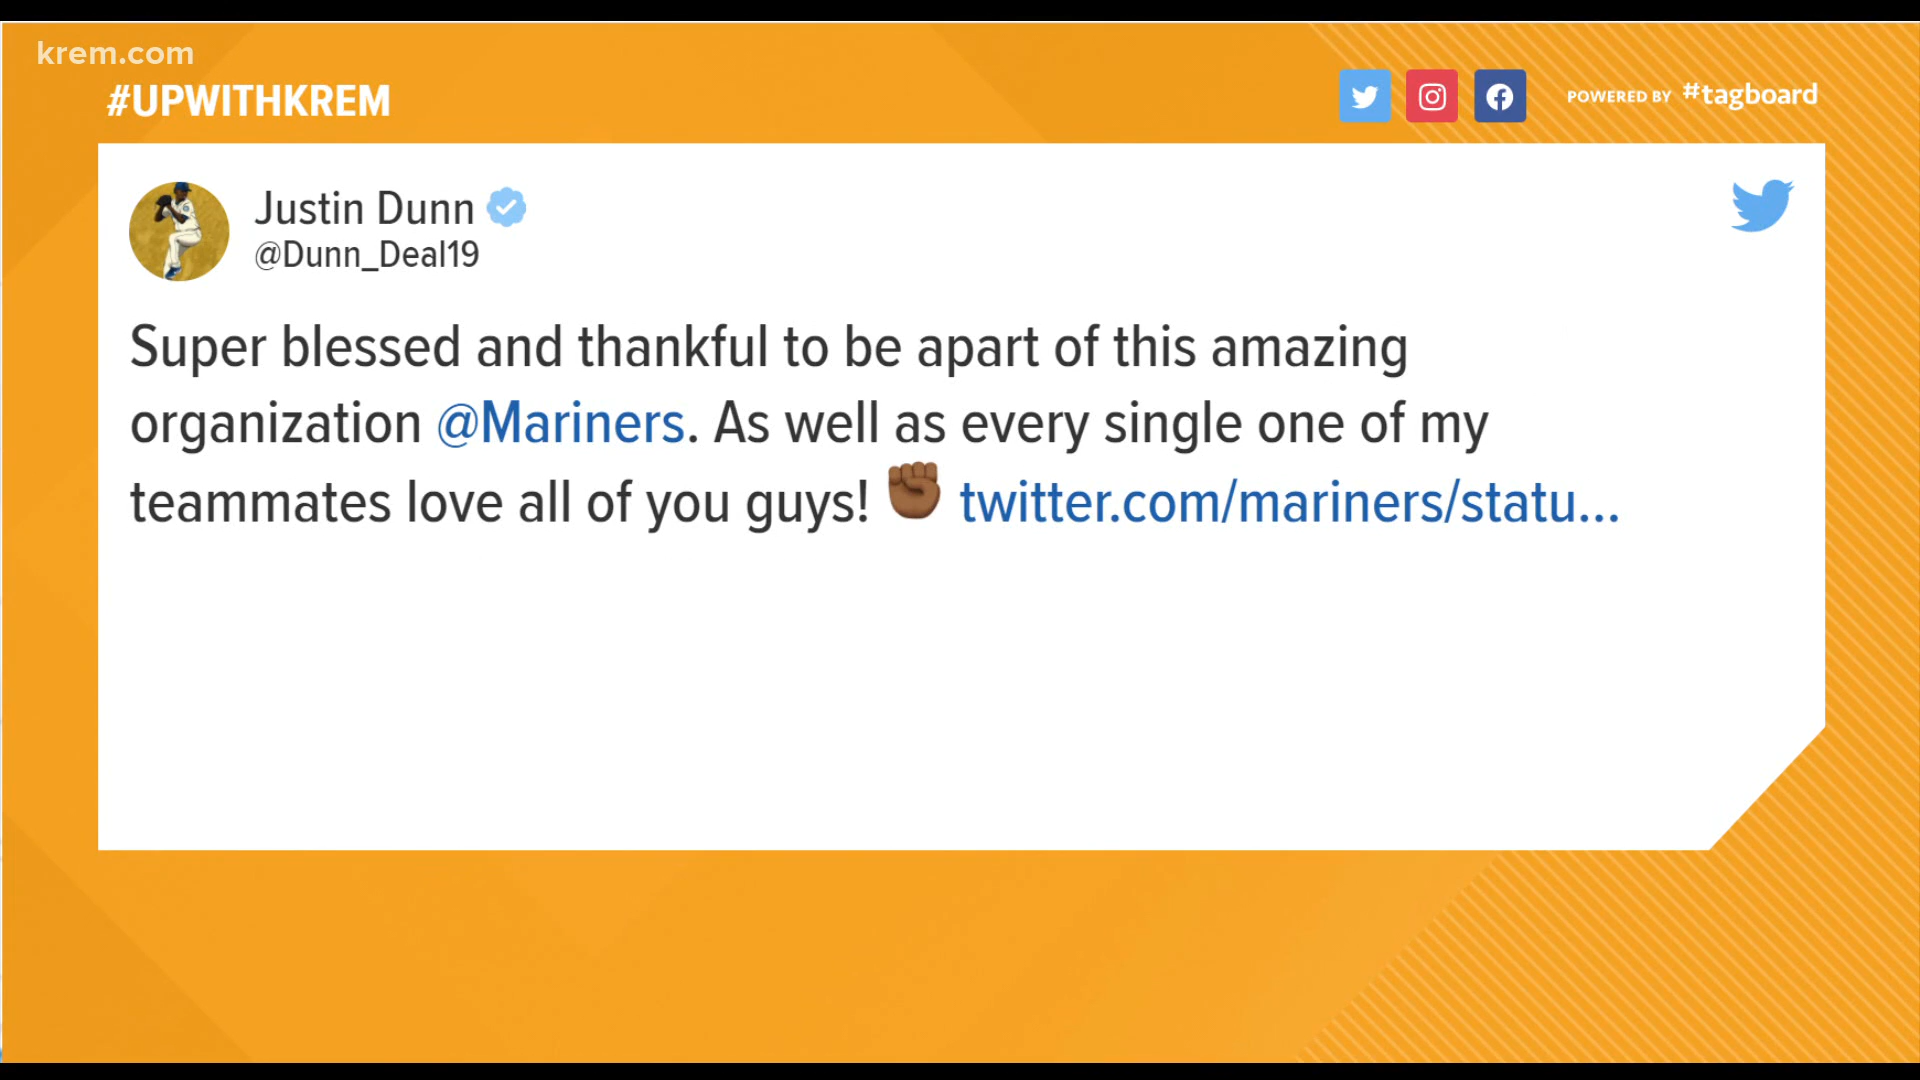 krem.com
#UPWITHKREM
POWERED BY #tagboard
Justin Dunn
@Dunn_Deal19
Super blessed and thankful to be apart of this amazing
organization @Mariners. As well as every single one of my
teammates love all of you guys! ✊🏾 twitter.com/mariners/statu...